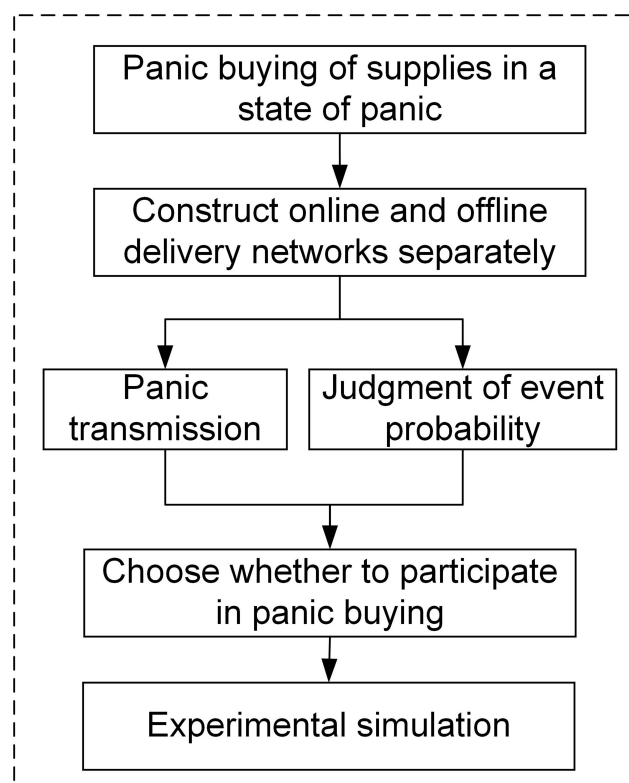 Panic buying of supplies in a
state of panic
Construct online and offline
delivery networks separately
Panic
transmission
Judgment of event
probability
Choose whether to participate
in panic buying
Experimental simulation